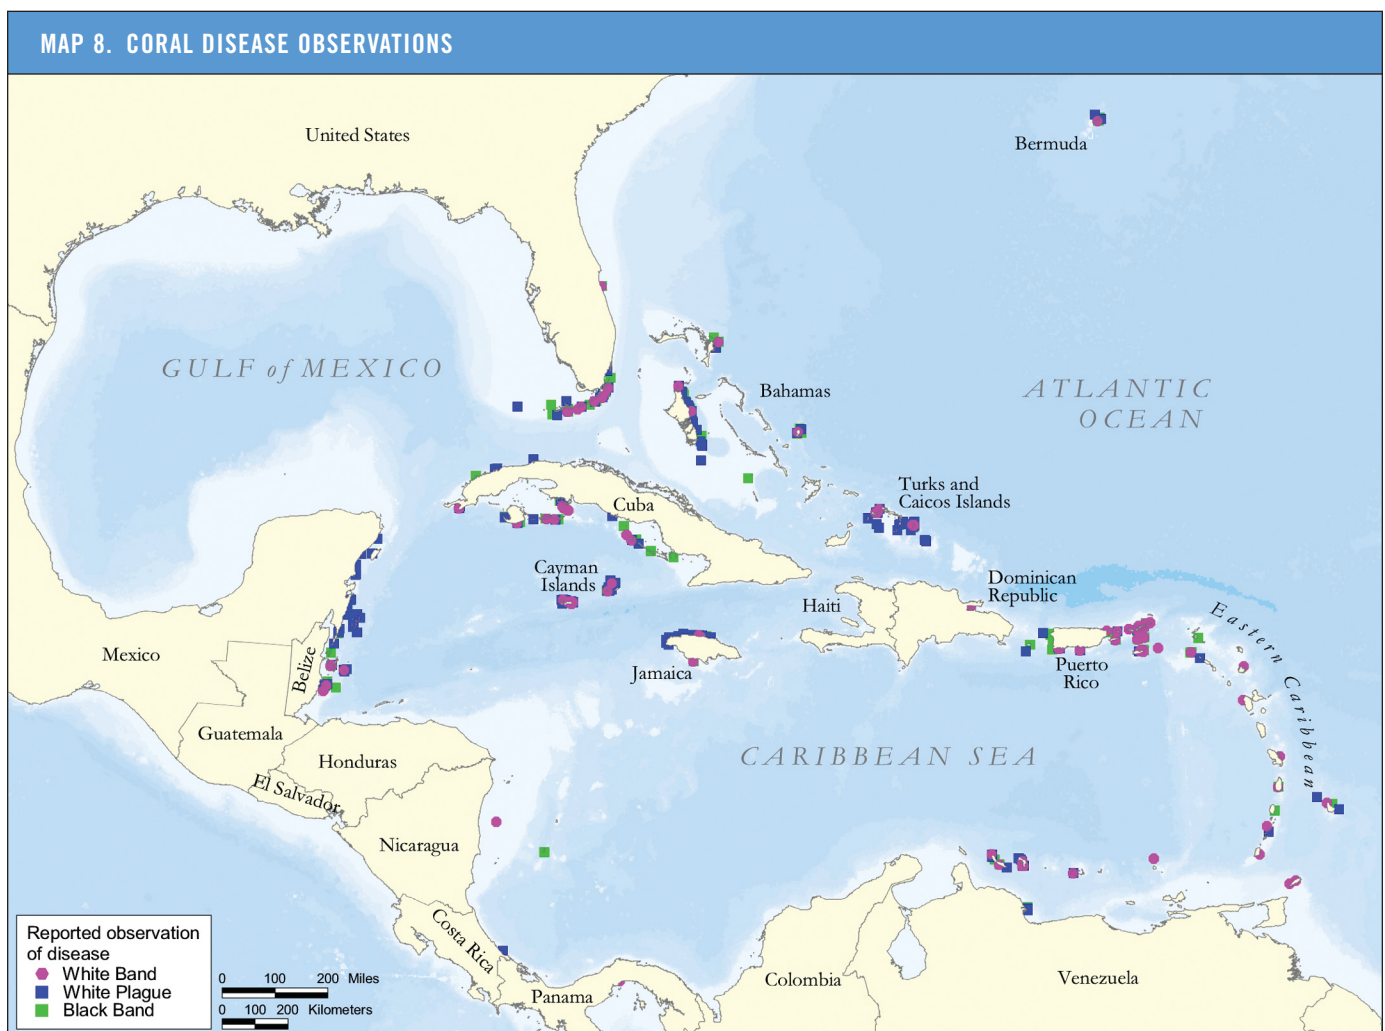 MAP 8. CORAL DISEASE OBSERVATIONS
United States
Bermuda
GULF of MEXICO
ATLANTIC
OCEAN
Bahamas
Turks and
Caicos Islands
Cuba
Cayman
Islands
Dominican
Republic
Haiti
Eastern Caribbean
Mexico
Belize
Jamaica
Puerto
Rico
Guatemala
Honduras
CARIBBEAN SEA
El Salvador
Nicaragua
Costa Rica
Panama
Colombia
Venezuela
Reported observation
of disease
White Band
White Plague
Black Band
0 100 200 Miles
0 100 200 Kilometers